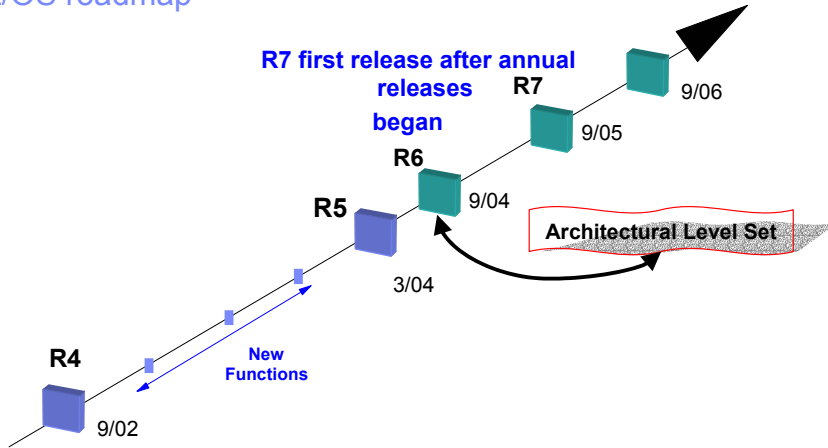 /OS roadmap
R7 first release after annual
releases
began
R7
9/06
9/05
R6
9/04
R5
Architectural Level Set
3/04
New
Functions
R4
9/02